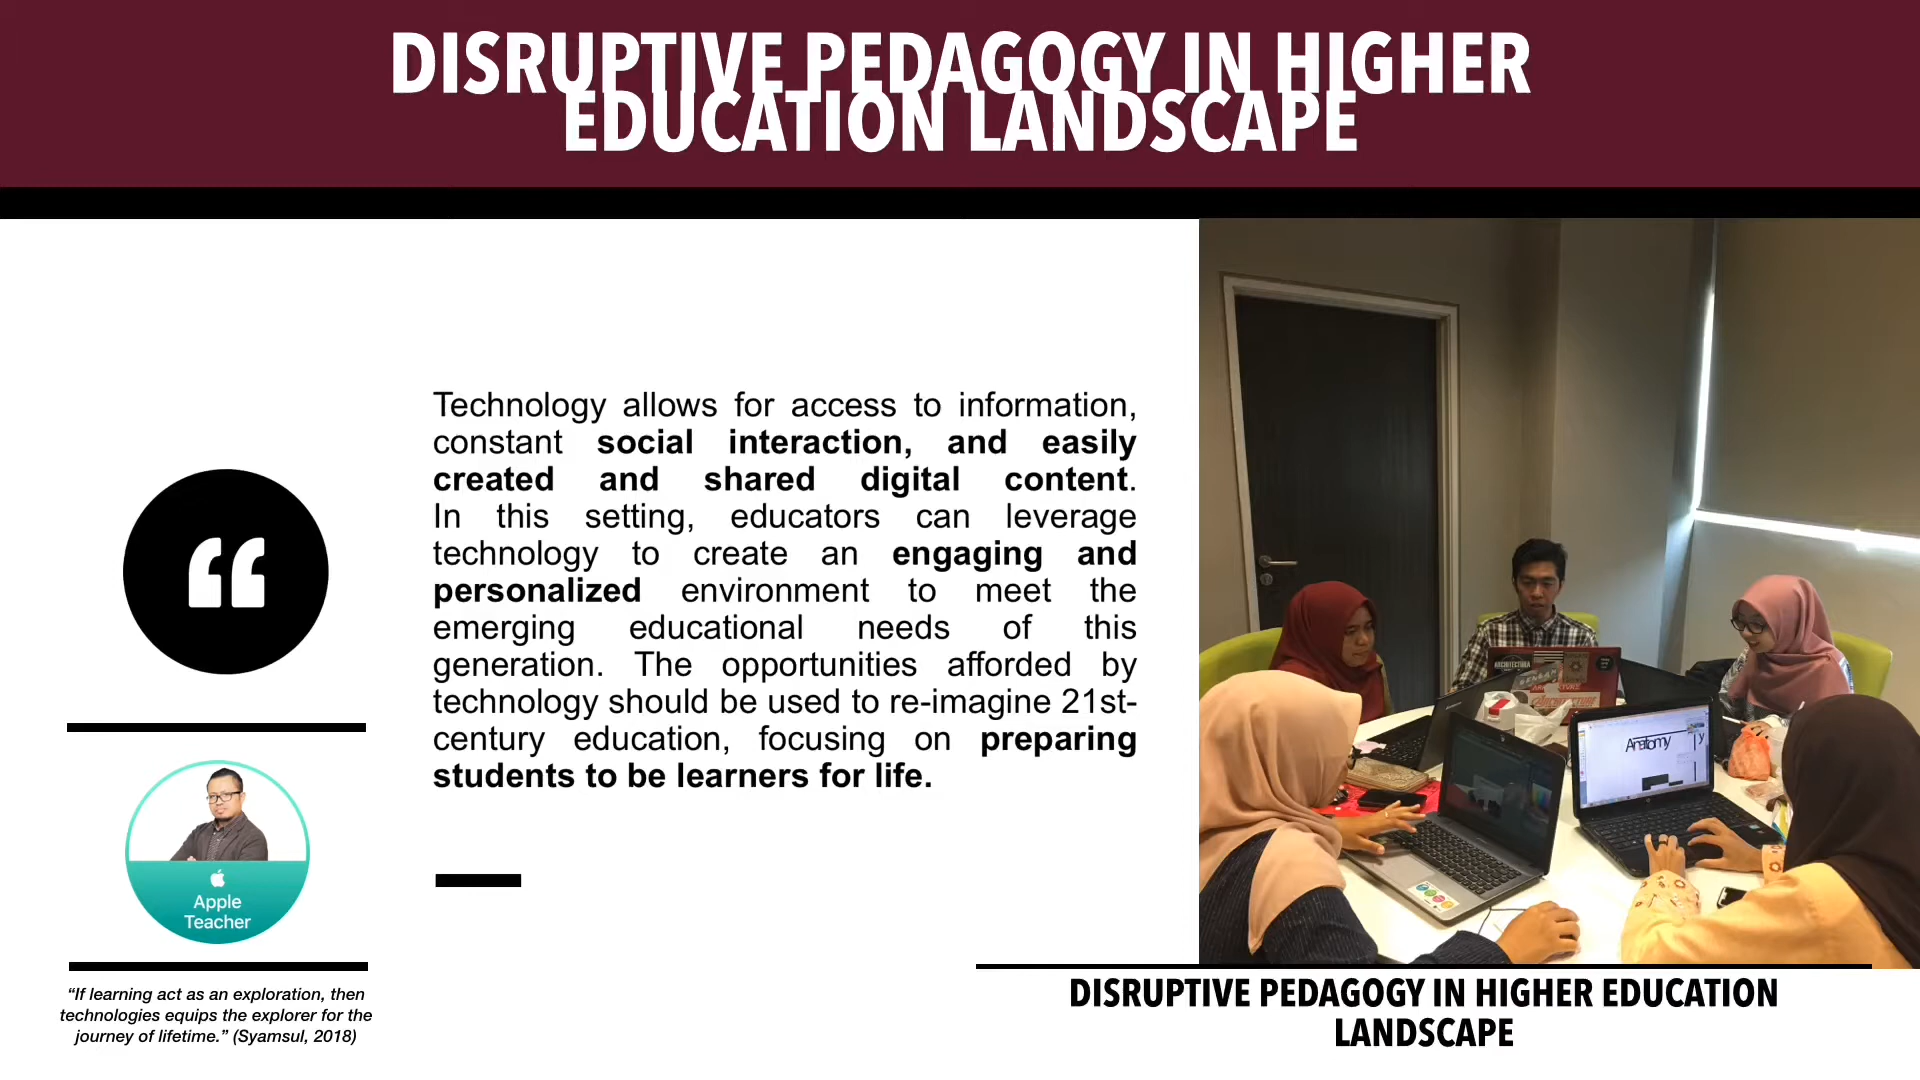 DISRUPTIVE PEDAGOGY IN HIGHER
EDUCATION LANDSCAPE
Technology allows for access to information,
constant social interaction, and easily
created and shared digital content.
In this setting, educators can leverage
technology to create an engaging and
personalized environment to meet the
emerging educational needs of this
generation. The opportunities afforded by
technology should be used to re-imagine 21st-
century education, focusing on preparing
students to be learners for life.
“
Apple
Teacher
“If learning act as an exploration, then
technologies equips the explorer for the
journey of lifetime.” (Syamsul, 2018)
Anatomy
DISRUPTIVE PEDAGOGY IN HIGHER EDUCATION
LANDSCAPE